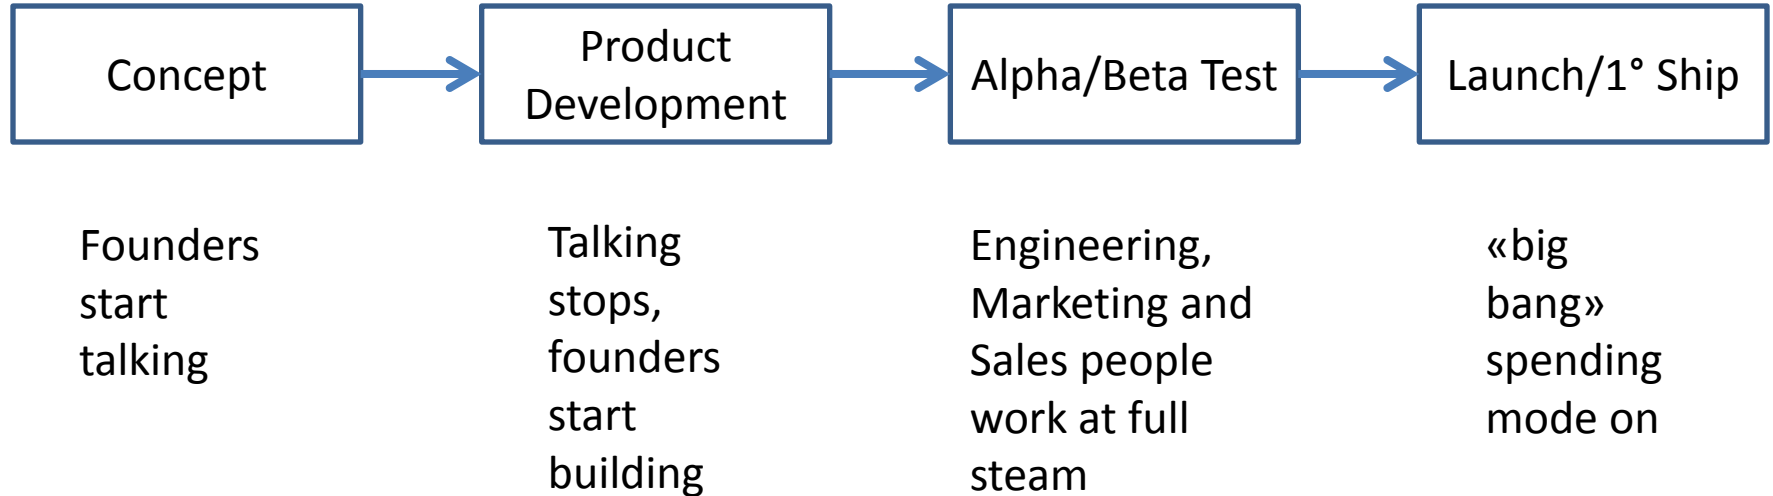 Concept
Product
Development
Alpha/Beta Test
Launch/1° Ship
Founders
start
talking
Talking
stops,
founders
start
building
Engineering,
Marketing and
Sales people
work at full
steam
«big
bang»
spending
mode on